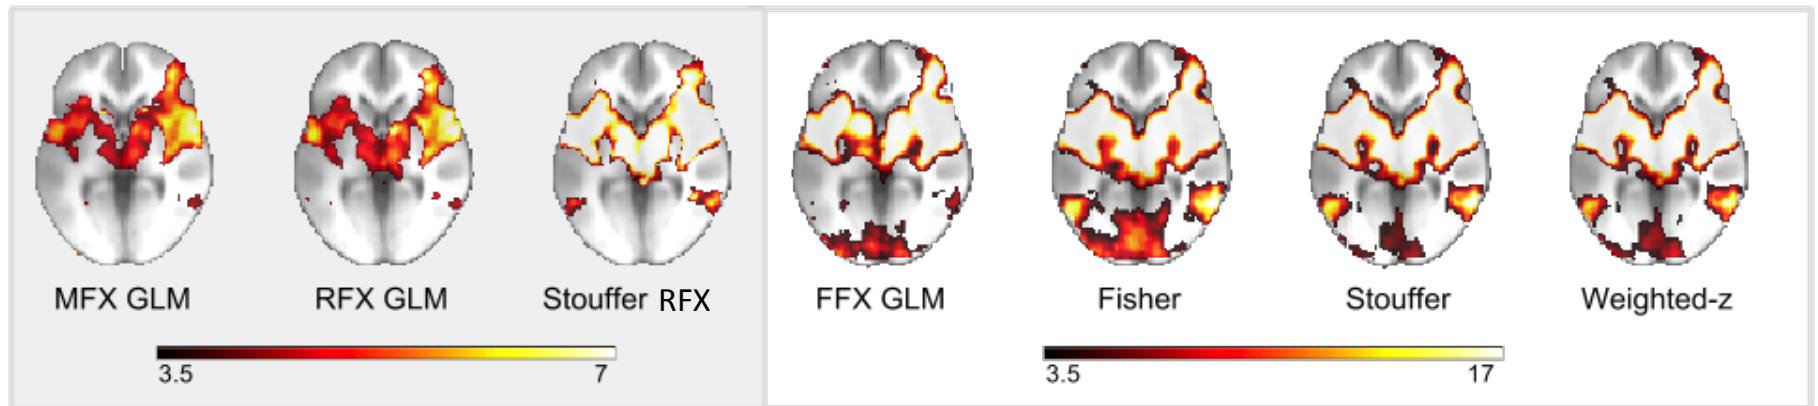 MFX GLM
RFX GLM
Stouffer RFX
FFX GLM
Fisher
Stouffer
Weighted-z
3.5 7
3.5 17